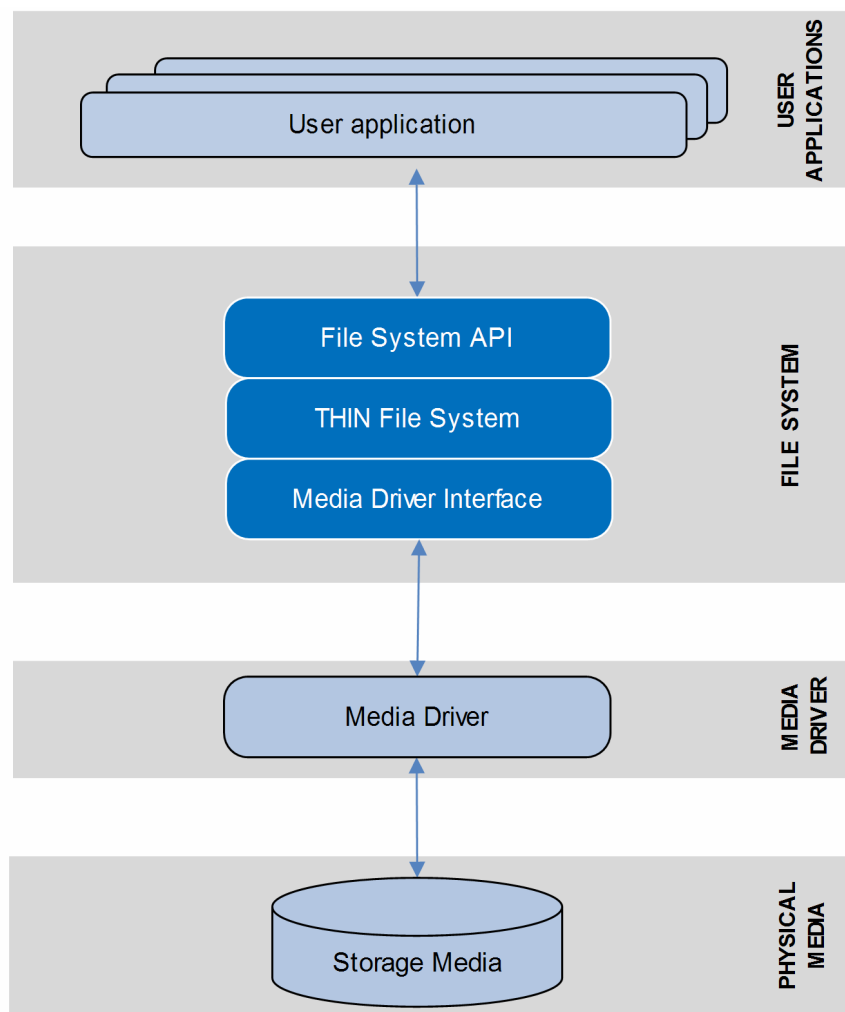 User application
USER
APPLICATIONS
File System API
THIN File System
Media Driver Interface
FILE SYSTEM
Media Driver
MEDIA
DRIVER
Storage Media
PHYSICAL
MEDIA